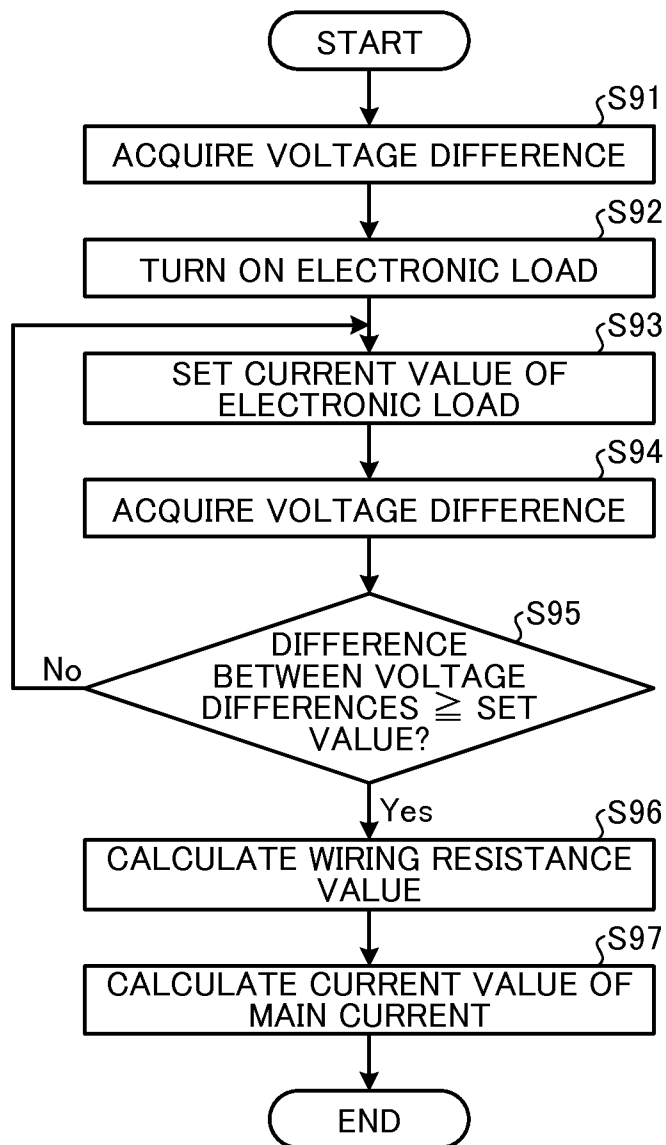 START
S91
ACQUIRE VOLTAGE DIFFERENCE
S92
TURN ON ELECTRONIC LOAD
S93
SET CURRENT VALUE OF
ELECTRONIC LOAD
S94
ACQUIRE VOLTAGE DIFFERENCE
S95
DIFFERENCE
BETWEEN VOLTAGE
DIFFERENCES ≧ SET
VALUE?
No
Yes
S96
CALCULATE WIRING RESISTANCE
VALUE
S97
CALCULATE CURRENT VALUE OF
MAIN CURRENT
END